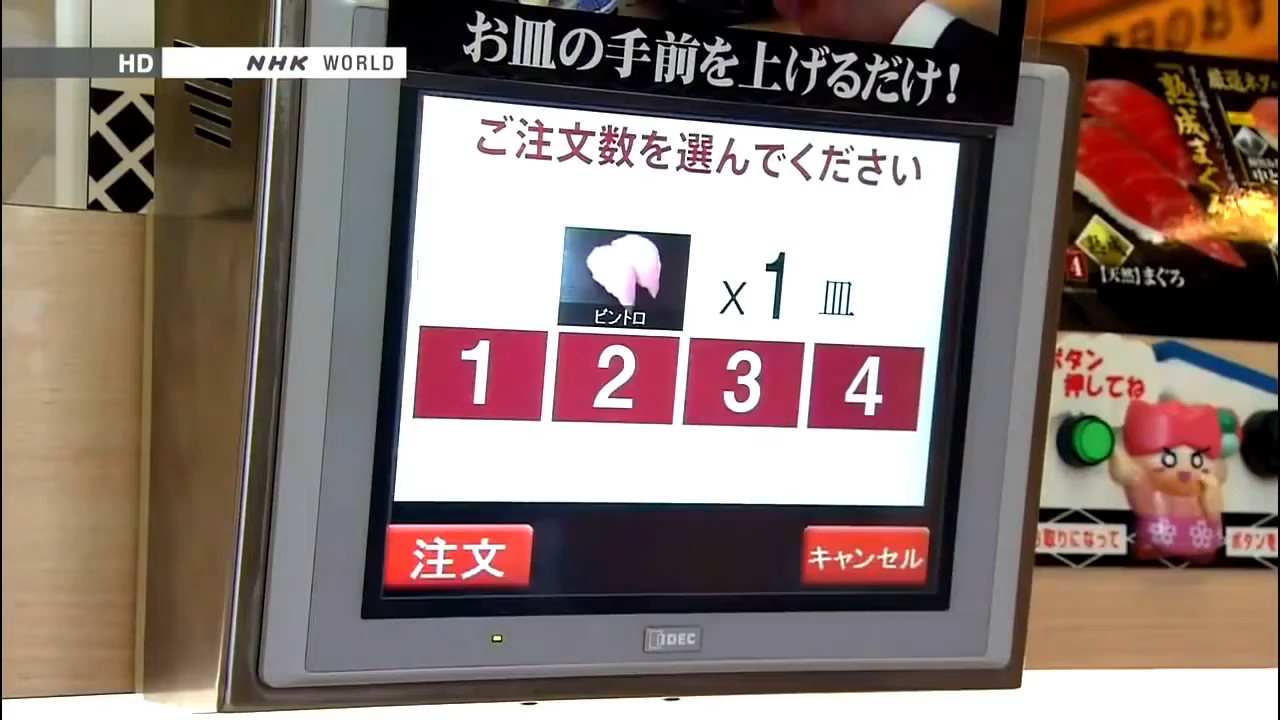 HD NHK WORLD
お皿の手前を上げるだけ!
ご注文数を選んでください
ビントロ
x 1 皿
1 2 3 4
注文
キャンセル
IDEC
熟成まぐ
4
【天然】まぐろ
ボタン
押してね
お取りになって
ボタンを